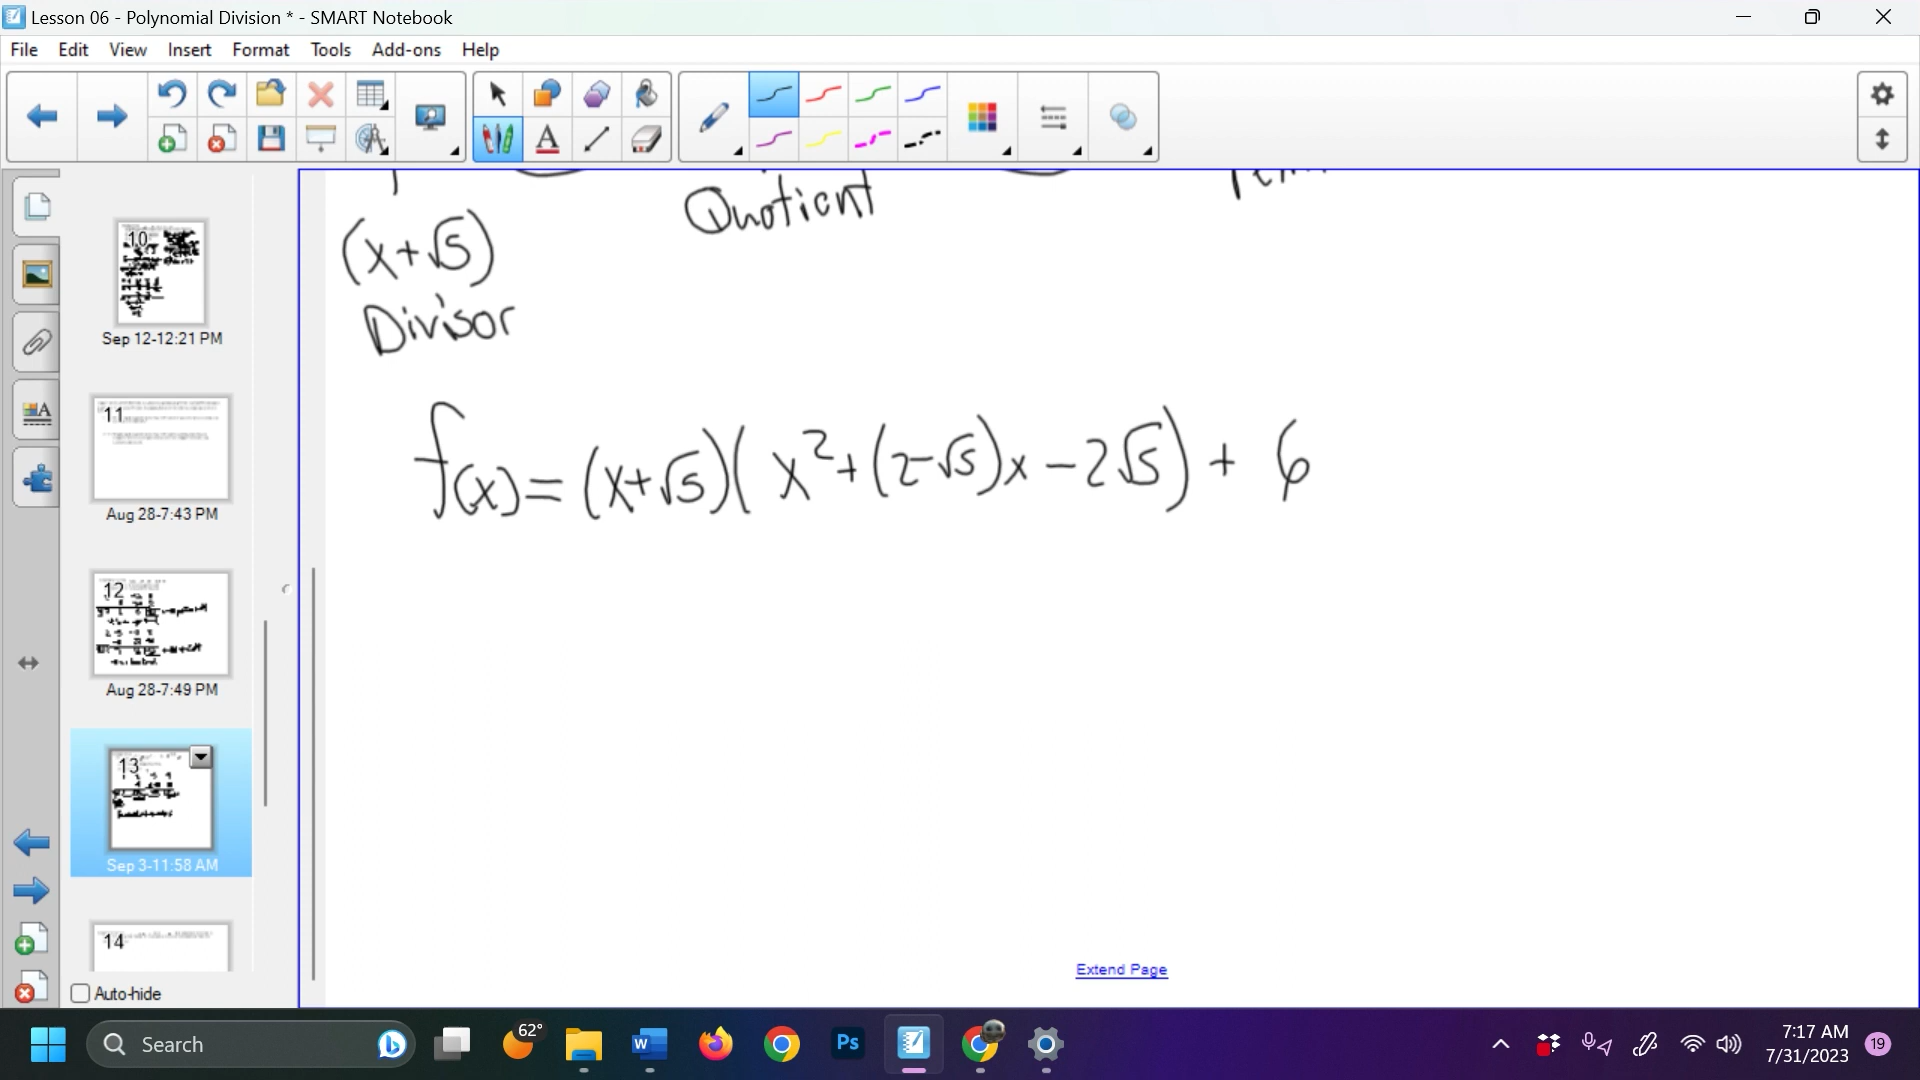 Lesson 06 - Polynomial Division * - SMART Notebook
File Edit View Insert Format Tools Add-ons Help
10
Sep 12-12:21 PM
11
Aug 28-7:43 PM
12
Aug 28-7:49 PM
13
Sep 3-11:58 AM
14
Auto-hide
Quotient
(x+√5)
Divisor
f(x) = (x+√5)(x²+(2-√5)x-2√5) + 6
Extend Page
Search
62°
7:17 AM
7/31/2023
19